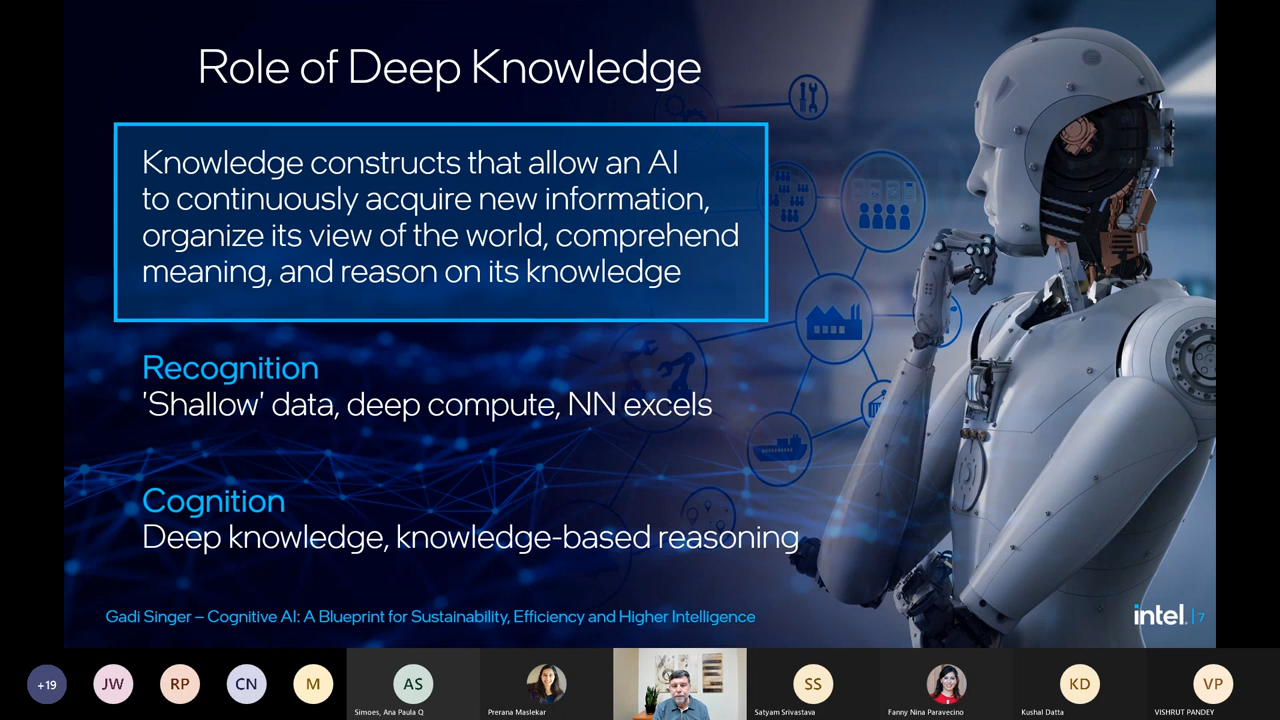 Role of Deep Knowledge
Knowledge constructs that allow an AI
to continuously acquire new information,
organize its view of the world, comprehend
meaning, and reason on its knowledge
Recognition
'Shallow' data, deep compute, NN excels
Cognition
Deep knowledge, knowledge-based reasoning
Gadi Singer – Cognitive AI: A Blueprint for Sustainability, Efficiency and Higher Intelligence
intel. | 7
+19
JW
RP
CN
M
AS
SS
KD
VP
Simoes, Ana Paula Q
Prerana Maslekar
Satyam Srivastava
Fanny Nina Paravecino
Kushal Datta
VISHRUT PANDEY